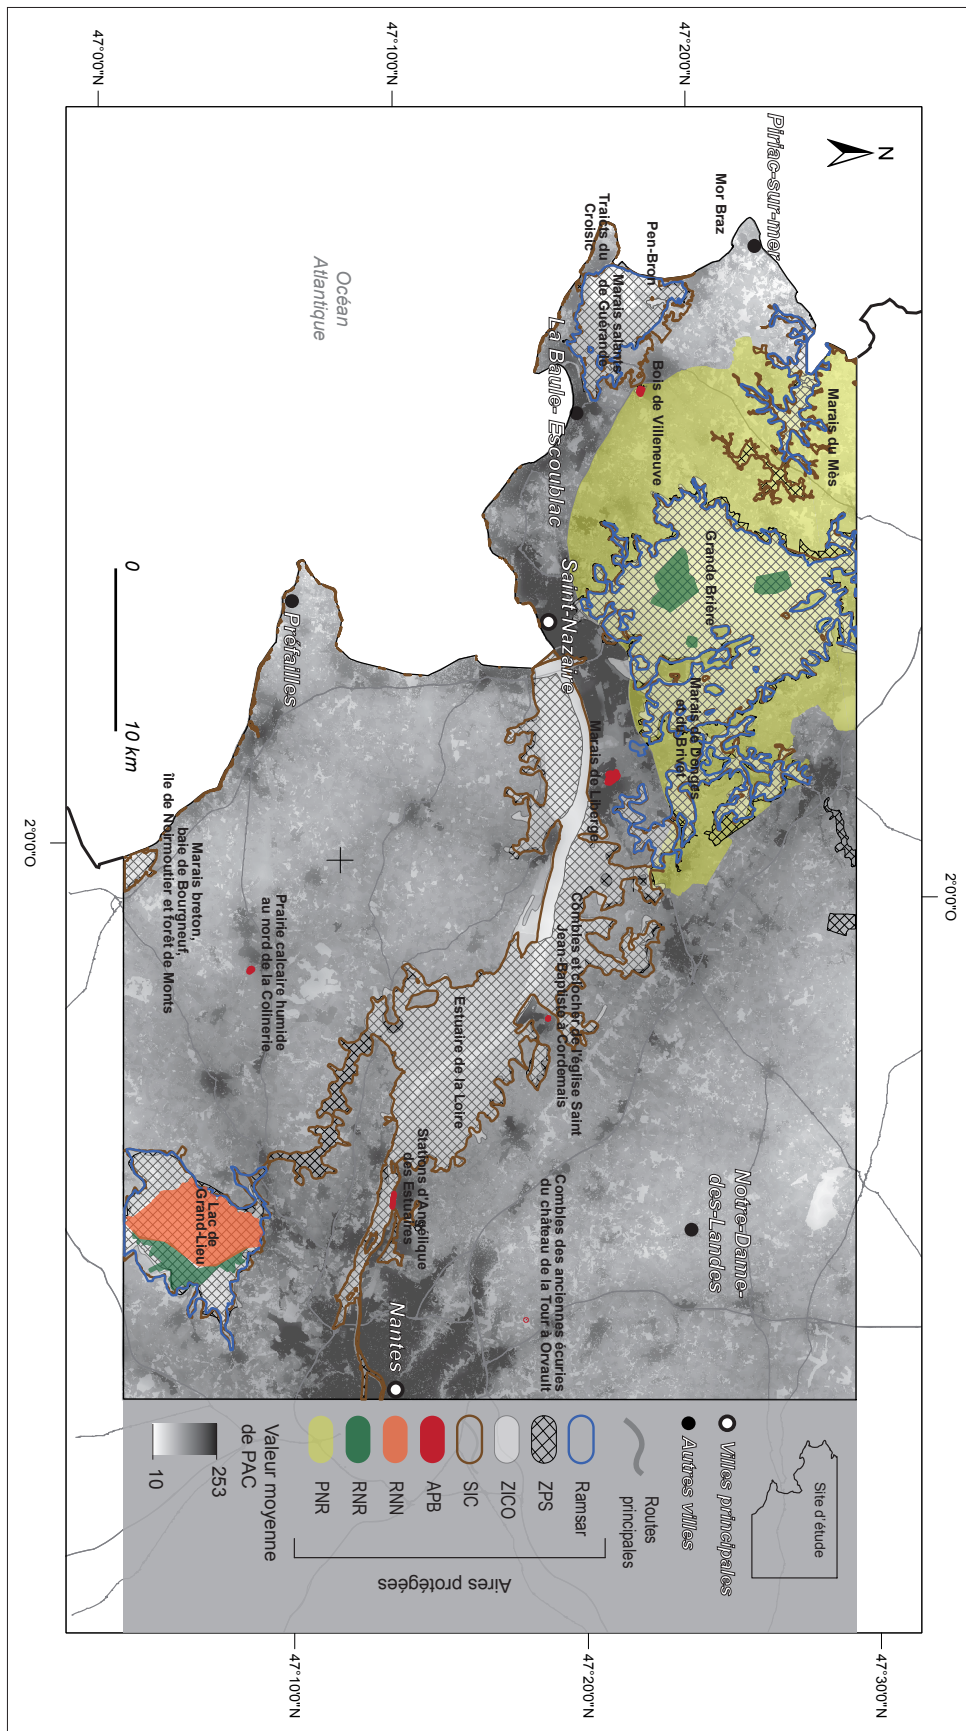 47°0'0"N
47°10'0"N
47°20'0"N
N
Piriac-sur-mer
Mor Braz
Pen-Bron
Traicts du
Croisic
Marais salants
de Guérande
Océan
Atlantique
La Baule- Escoublac
Bois de Villeneuve
Marais du Mès
Grande Brière
Saint-Nazaire
Préfailles
0
10 km
Marais de Donges
et du Brivet
Marais de Liberge
2°0'0"O
2°0'0"O
Marais breton,
baie de Bourgneuf,
île de Noirmoutier et forêt de Monts
Prairie calcaire humide
au nord de la Colinerie
Combles et clocher de l'église Saint
Jean-Baptiste à Cordemais
Estuaire de la Loire
Stations d'Angélique
des Estuaires
Combles des anciennes écuries
du château de la Tour à Orvault
Notre-Dame-
des-Landes
Lac de
Grand-Lieu
Nantes
Site d'étude
Villes principales
Autres villes
Routes
principales
Ramsar
ZPS
ZICO
SIC
APB
RNN
RNR
PNR
Aires protégées
Valeur moyenne
de PAC
253
10
47°10'0"N
47°20'0"N
47°30'0"N